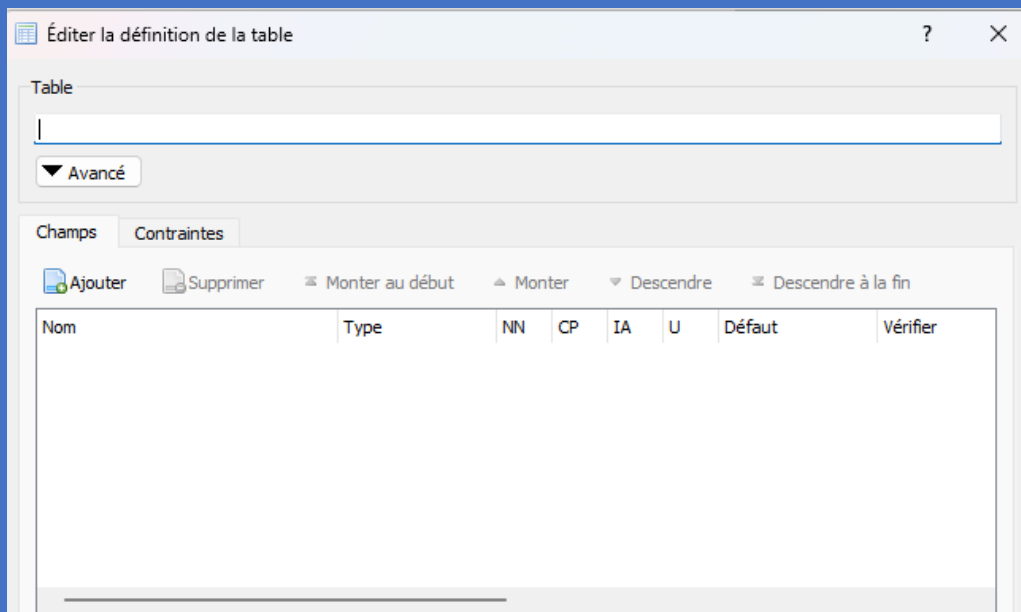 Éditer la définition de la table ?
Table
Avancé
Champs Contraintes
Ajouter Supprimer Monter au début Monter Descendre Descendre à la fin
Nom Type NN CP IA U Défaut Vérifier